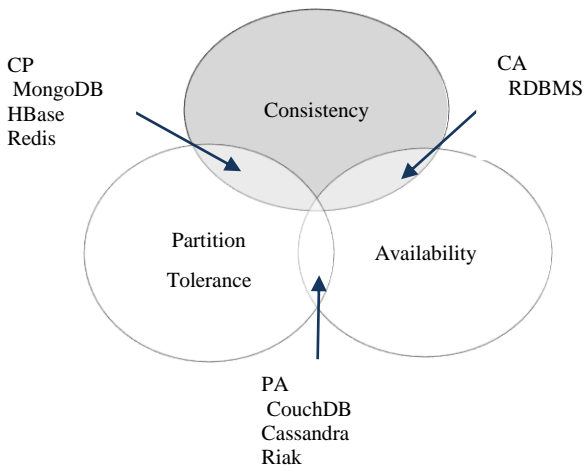 CP
MongoDB
HBase
Redis
CA
RDBMS
Consistency
Partition
Tolerance
Availability
PA
CouchDB
Cassandra
Riak